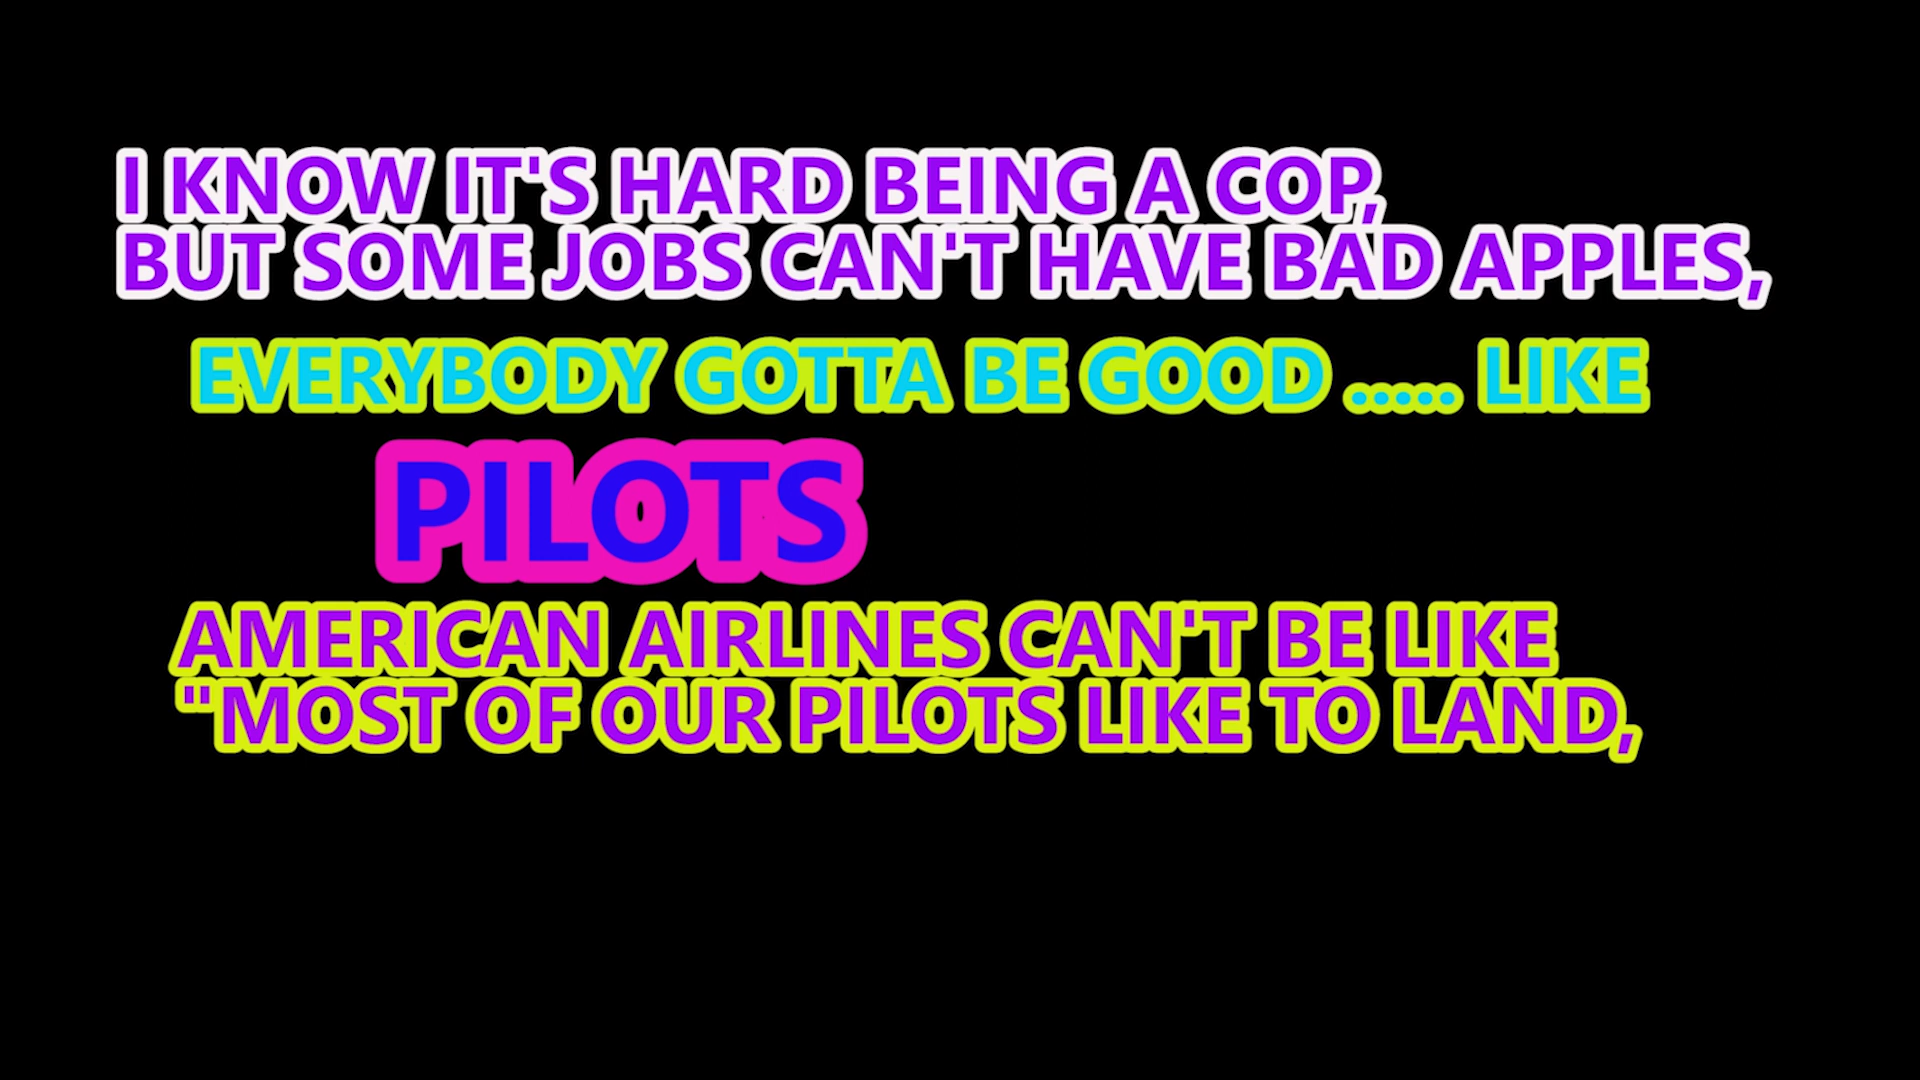 I KNOW IT'S HARD BEING A COP,
BUT SOME JOBS CAN'T HAVE BAD APPLES,
EVERYBODY GOTTA BE GOOD ..... LIKE
PILOTS
AMERICAN AIRLINES CAN'T BE LIKE
"MOST OF OUR PILOTS LIKE TO LAND,